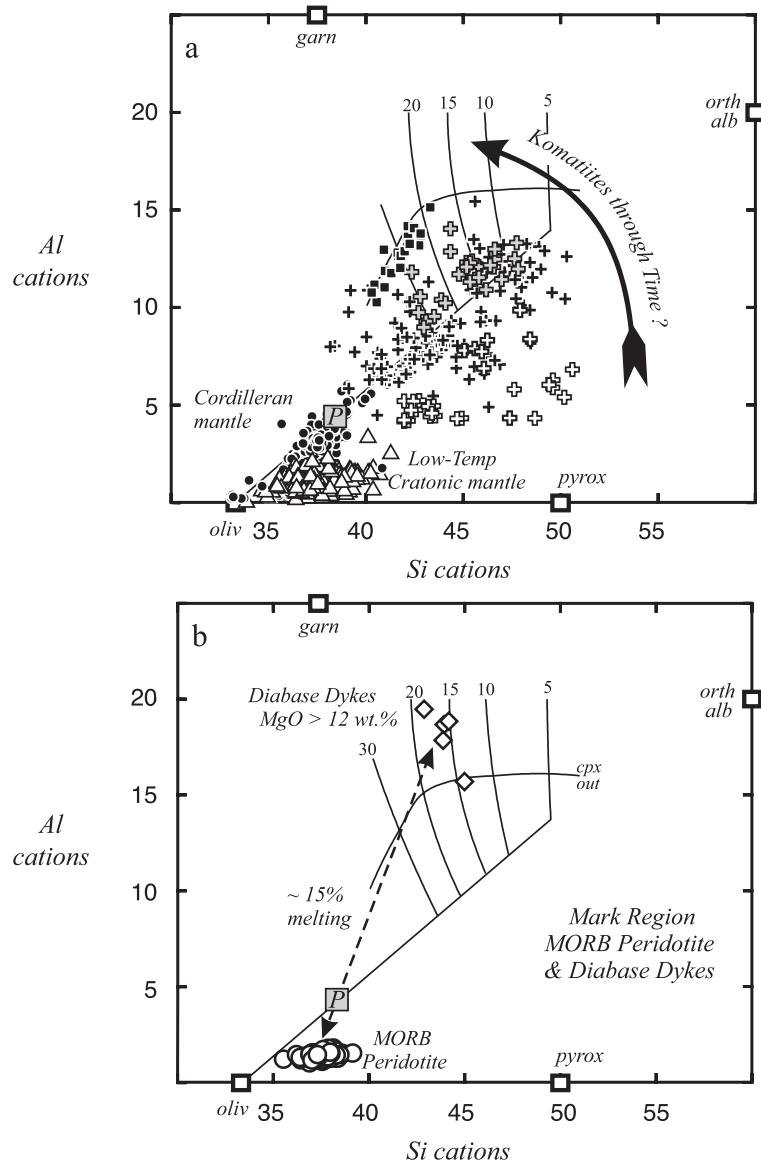 garn
a
20 15 10 5
orth
alb
Komatiites through Time ?
20
15
10
5
Al
cations
Cordilleran
mantle
P
Low-Temp
Cratonic mantle
pyrox
oliv 35 40 45 50 55
Si cations
garn
b
Diabase Dykes
MgO > 12 wt.%
20 15 10 5
orth
alb
30
cpx
out
20
15
10
5
Al
cations
~ 15%
melting
Mark Region
MORB Peridotite
& Diabase Dykes
P
MORB
Peridotite
pyrox
oliv 35 40 45 50 55
Si cations